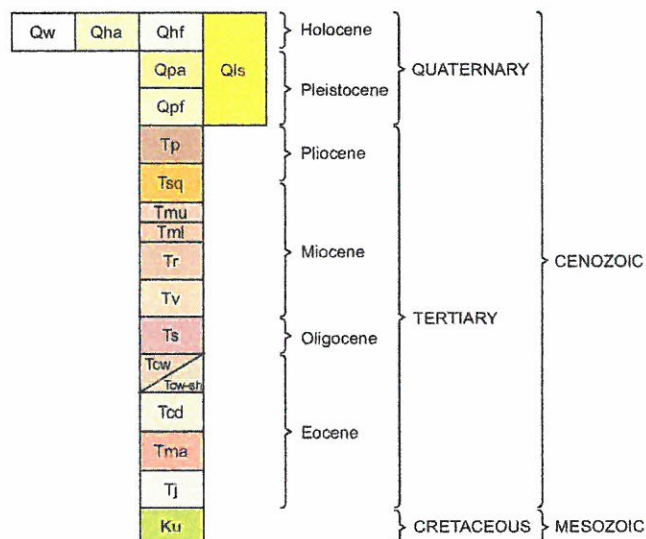 Qw Qha Qhf Holocene
Qpa Qls QUATERNARY
Pleistocene
Qpf
Tp Pliocene
Tsq
Tmu
Tml Miocene CENOZOIC
Tr
Tv
Ts Oligocene TERTIARY
Tcw
Tcw-sh
Tcd Eocene
Tma
Tj
Ku CRETACEOUS MESOZOIC